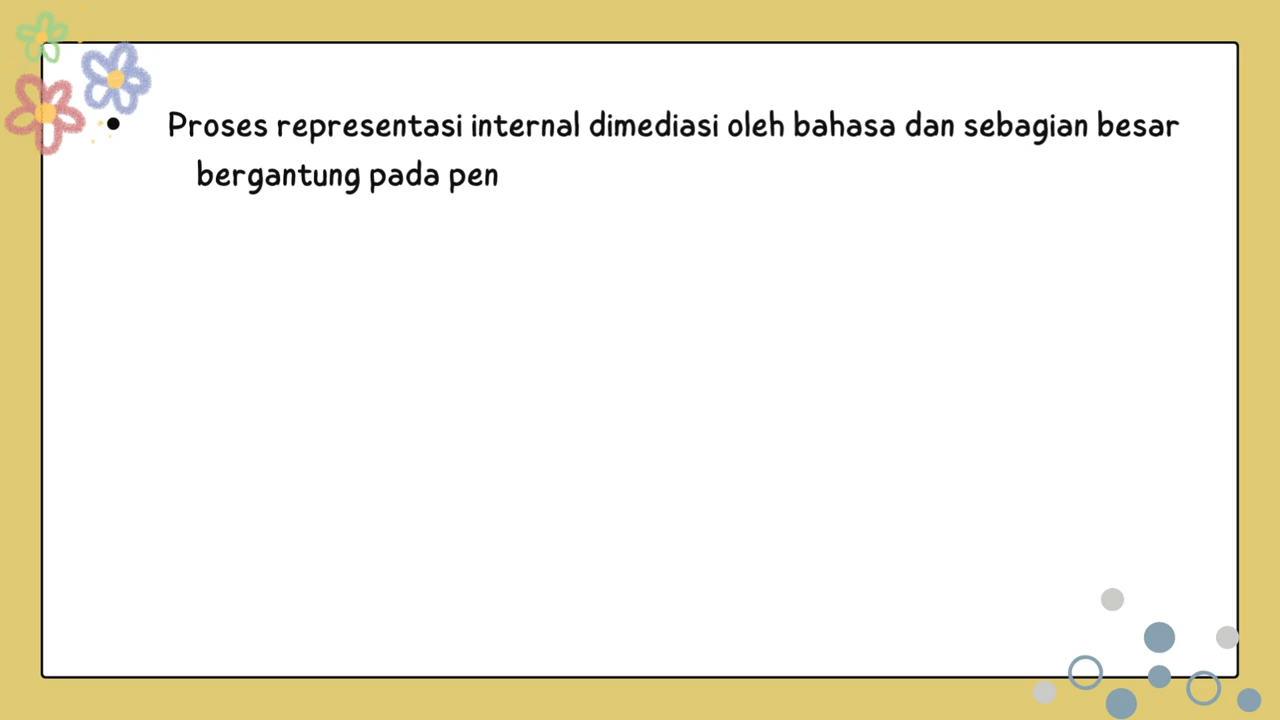 • Proses representasi internal dimediasi oleh bahasa dan sebagian besar
bergantung pada pen